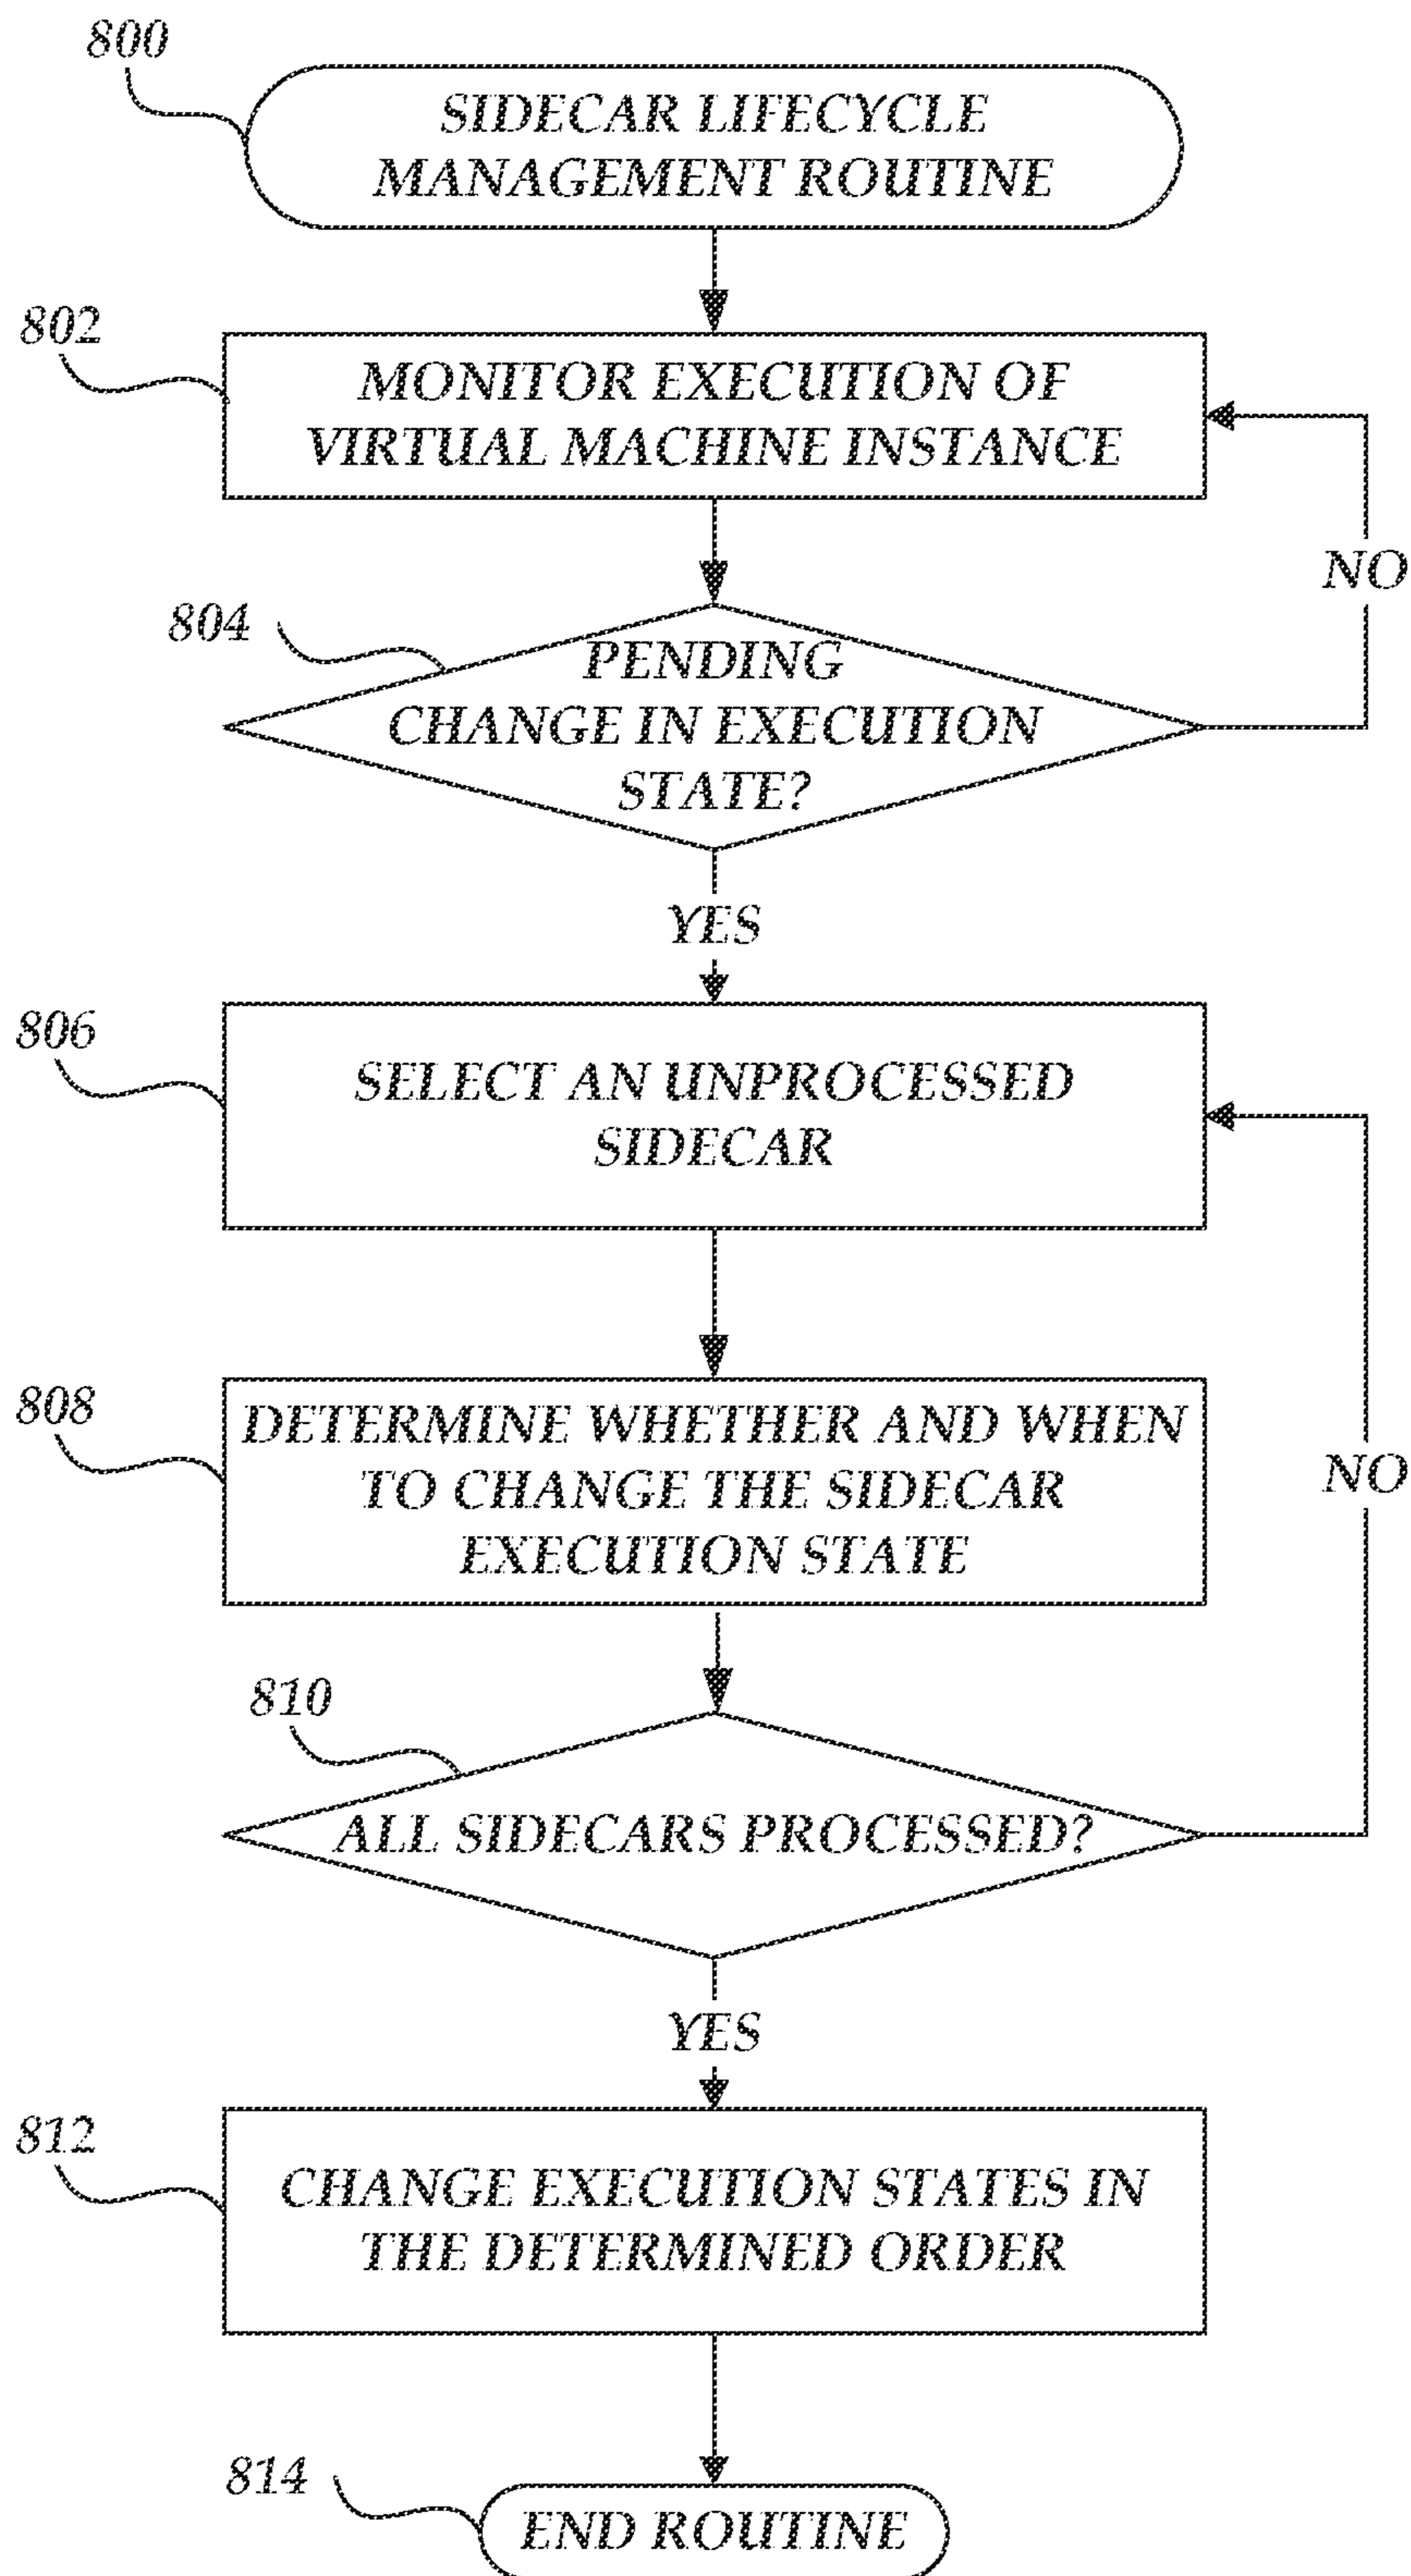 800
SIDECAR LIFECYCLE
MANAGEMENT ROUTINE
802
MONITOR EXECUTION OF
VIRTUAL MACHINE INSTANCE
NO
804
PENDING
CHANGE IN EXECUTION
STATE?
YES
806
SELECT AN UNPROCESSED
SIDECAR
808
DETERMINE WHETHER AND WHEN
TO CHANGE THE SIDECAR
EXECUTION STATE
NO
810
ALL SIDECARS PROCESSED?
YES
812
CHANGE EXECUTION STATES IN
THE DETERMINED ORDER
814
END ROUTINE